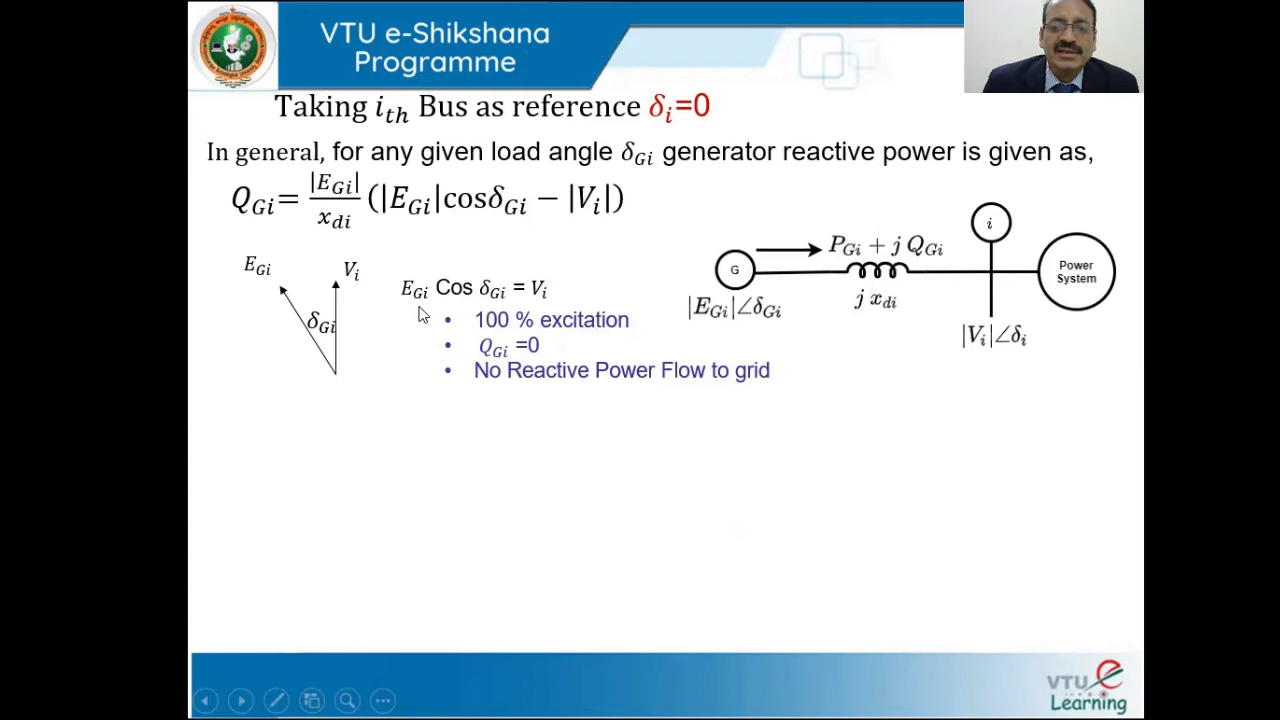 VTU e-Shikshana
Programme
Taking i_th Bus as reference δ_i=0
In general, for any given load angle δ_Gi generator reactive power is given as,
Q_Gi= |E_Gi|/x_di (|E_Gi|cosδ_Gi − |V_i|)
E_Gi
V_i
δ_Gi
E_Gi Cos δ_Gi = V_i
• 100 % excitation
• Q_Gi =0
• No Reactive Power Flow to grid
G
P_Gi + j Q_Gi
i
Power
System
|E_Gi|∠δ_Gi
j x_di
|V_i|∠δ_i
VTU e
Learning